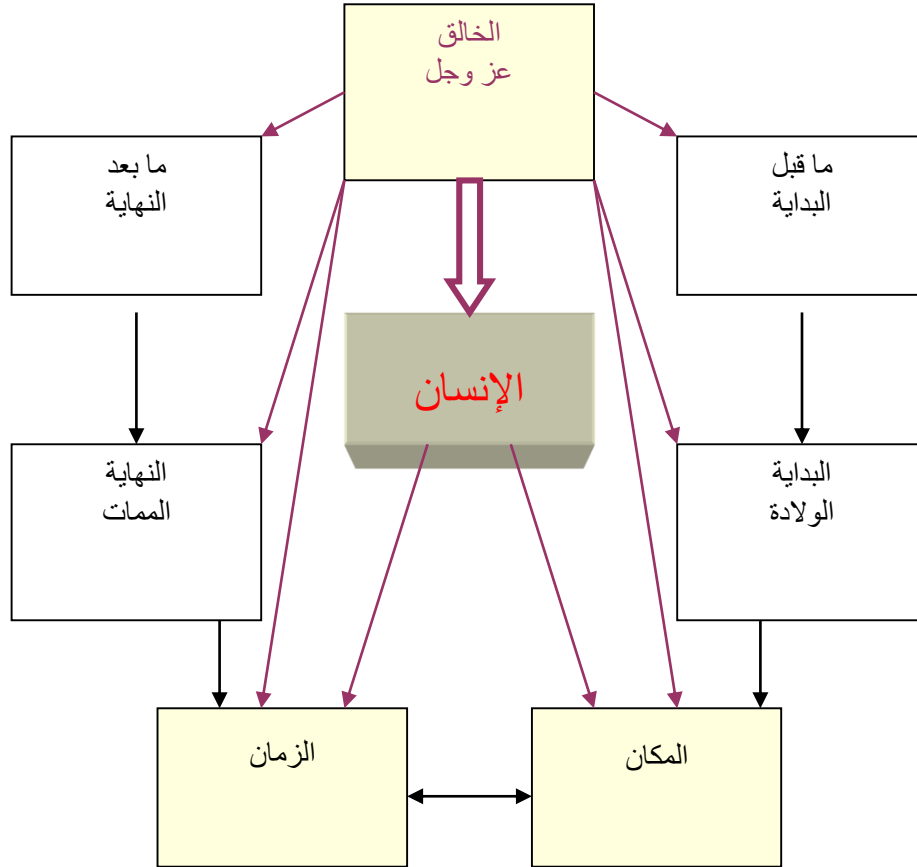 الخالق
عز وجل
ما قبل
البداية
ما بعد
النهاية
الإنسان
البداية
الولادة
النهاية
الممات
المكان
الزمان